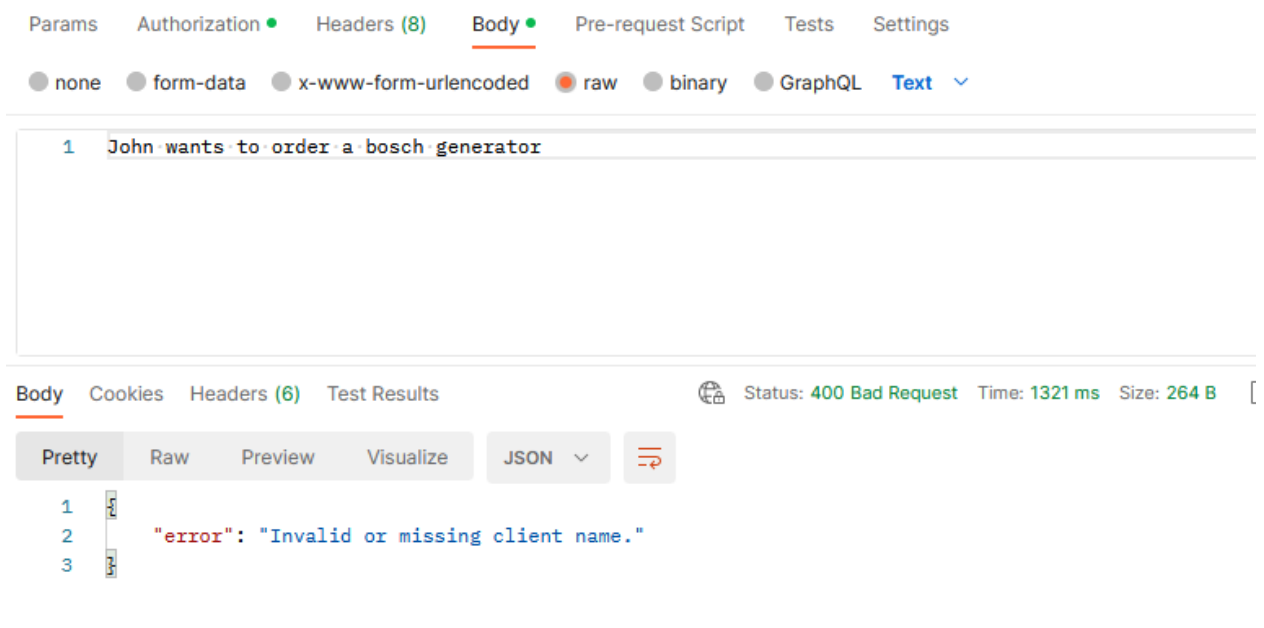 Params Authorization Headers (8) Body Pre-request Script Tests Settings
none form-data x-www-form-urlencoded raw binary GraphQL Text
1 John wants to order a bosch generator
Body Cookies Headers (6) Test Results Status: 400 Bad Request Time: 1321 ms Size: 264 B
Pretty Raw Preview Visualize JSON
1 {
2 "error": "Invalid or missing client name."
3 }